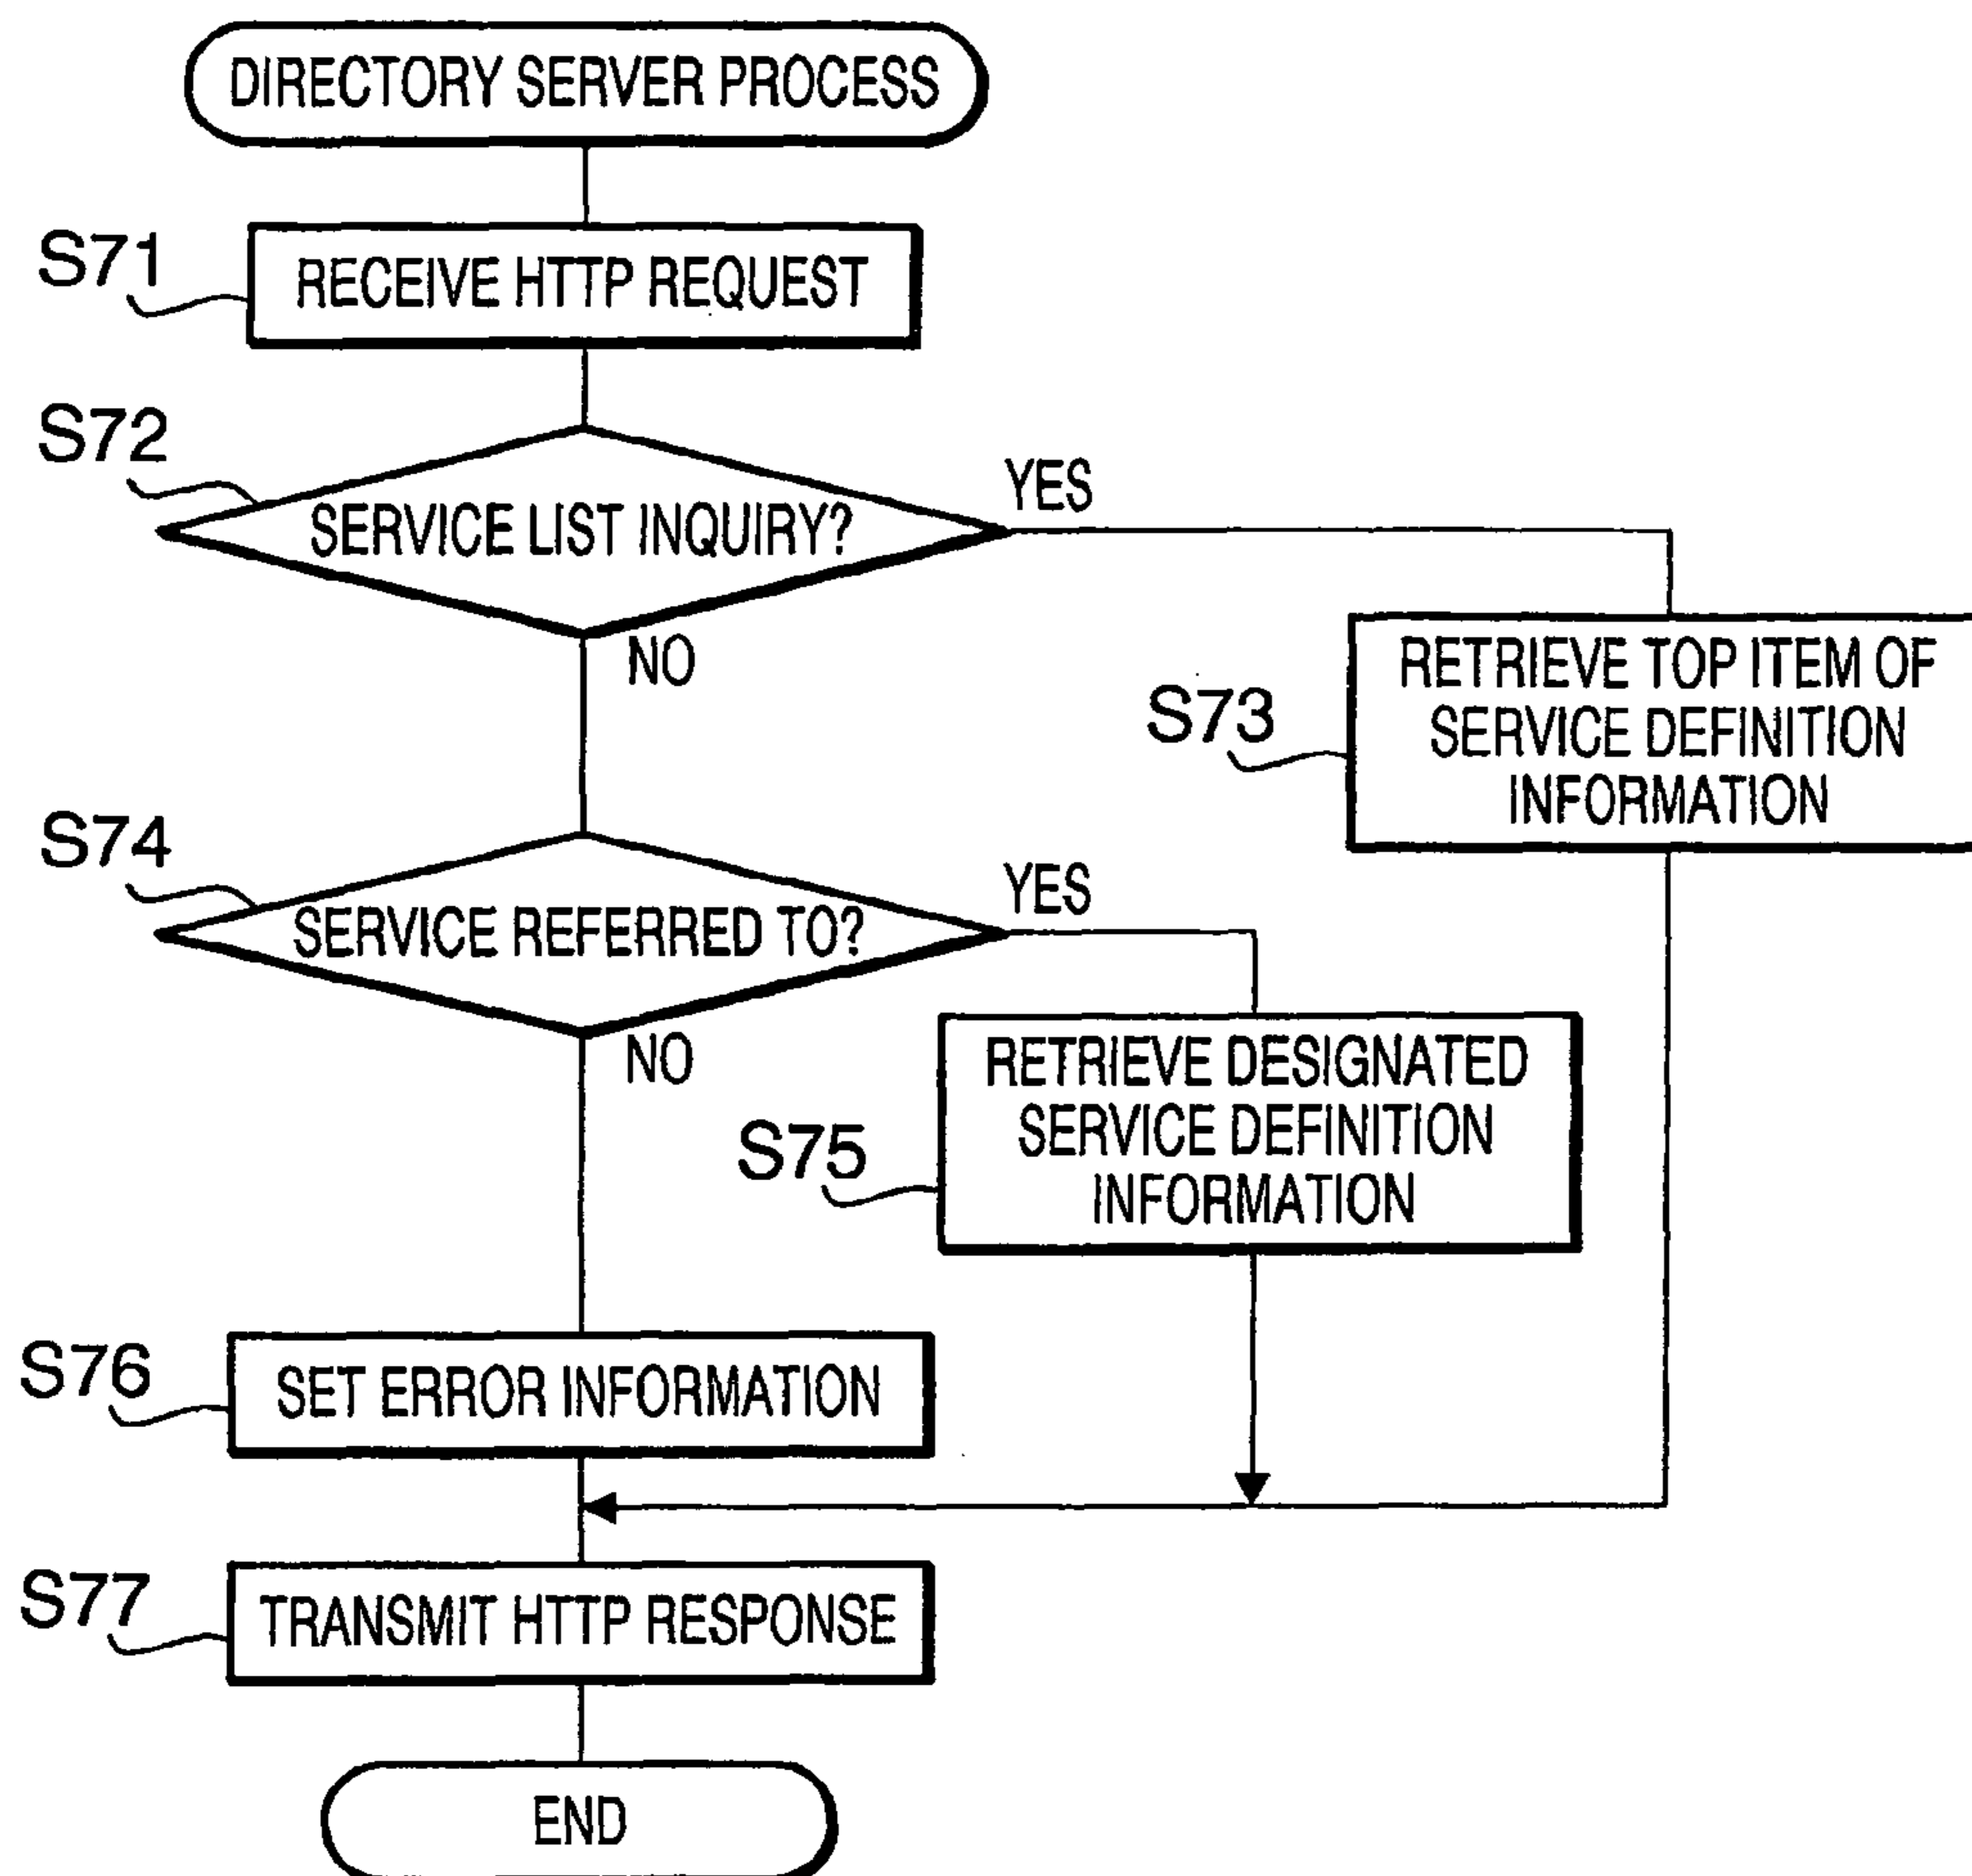 DIRECTORY SERVER PROCESS
S71
RECEIVE HTTP REQUEST
S72
SERVICE LIST INQUIRY?
YES
NO
S73
RETRIEVE TOP ITEM OF
SERVICE DEFINITION
INFORMATION
S74
SERVICE REFERRED TO?
YES
NO
S75
RETRIEVE DESIGNATED
SERVICE DEFINITION
INFORMATION
S76
SET ERROR INFORMATION
S77
TRANSMIT HTTP RESPONSE
END